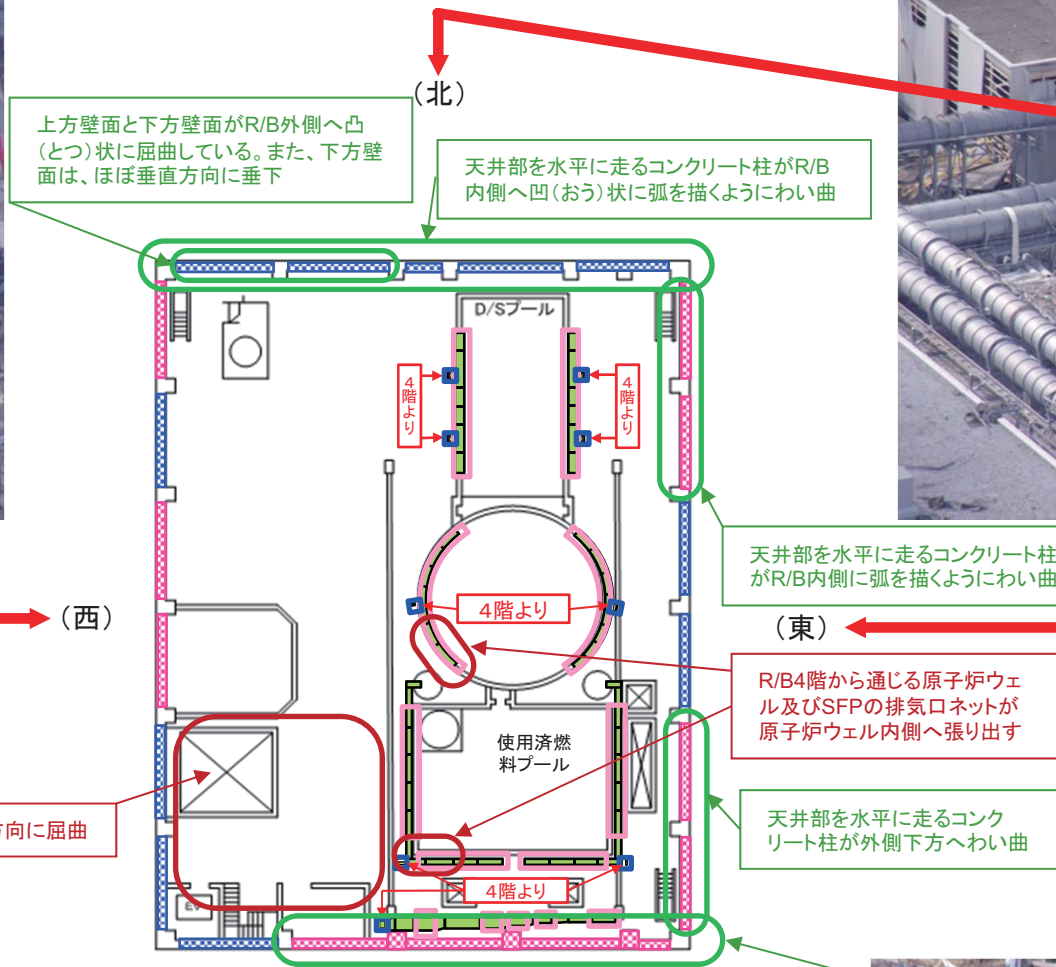 (北)
上方壁面と下方壁面がR/B外側へ凸
(とつ)状に屈曲している。また、下方壁
面は、ほぼ垂直方向に垂下
天井部を水平に走るコンクリート柱がR/B
内側へ凹(おう)状に弧を描くようにわい曲
D/Sプール
4階より
4階より
天井部を水平に走るコンクリート柱
がR/B内側に弧を描くようにわい曲
4階より
(西)
(東)
R/B4階から通じる原子炉ウェ
ル及びSFPの排気口ネットが
原子炉ウェル内側へ張り出す
使用済燃
料プール
方向に屈曲
天井部を水平に走るコンク
リート柱が外側下方へわい曲
4階より
EV